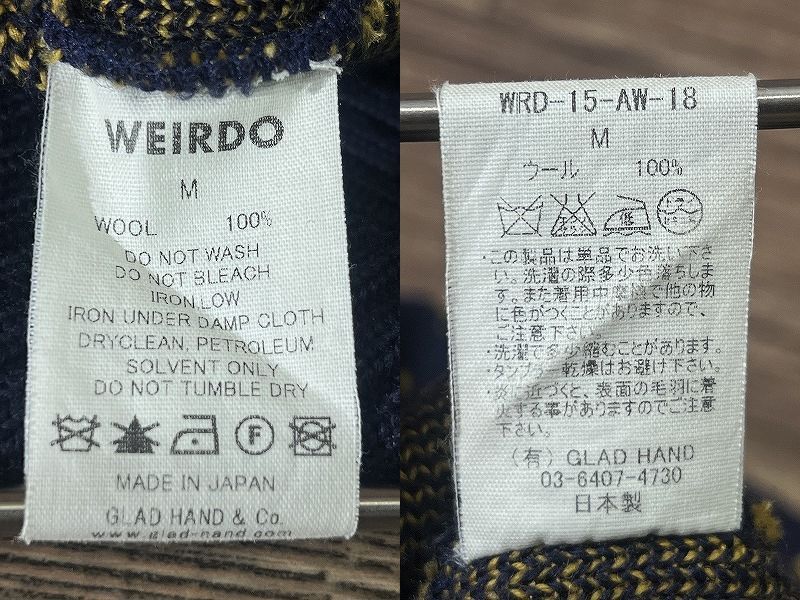 WEIRDO
M
WOOL 100%
DO NOT WASH
DO NOT BLEACH
IRON LOW
IRON UNDER DAMP CLOTH
DRYCLEAN, PETROLEUM
SOLVENT ONLY
DO NOT TUMBLE DRY
F
MADE IN JAPAN
GLAD HAND & Co.
www.glad-hand.com
WRD-15-AW-18
M
ウール 100%
低
・この製品は単品でお洗い下さ
い。洗濯の際多少色落ちしま
す。また着用中摩擦で他の物
に色がつくことがありますので、
ご注意下さい。
・洗濯で多少縮むことがあります。
・タンブラー乾燥はお避け下さい。
・炎に近づくと、表面の毛羽に着
火する事がありますのでご注意
下さい。
(有) GLAD HAND
03-6407-4730
日本製